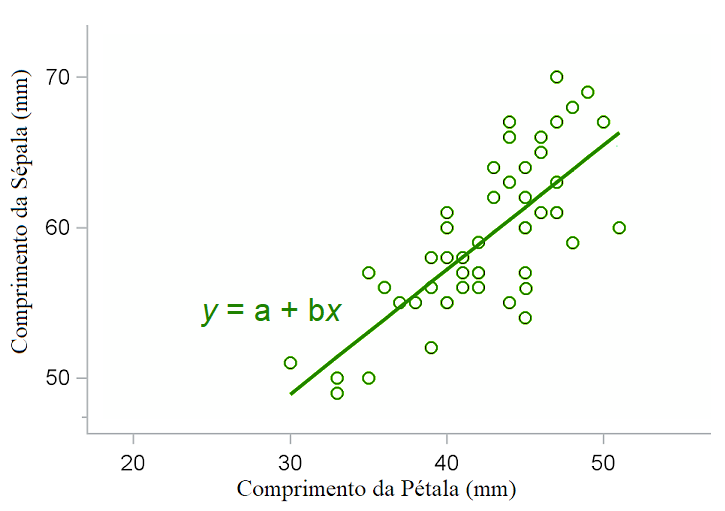 70
60
50
Comprimento da Sépala (mm)
y = a + bx
20 30 40 50
Comprimento da Pétala (mm)